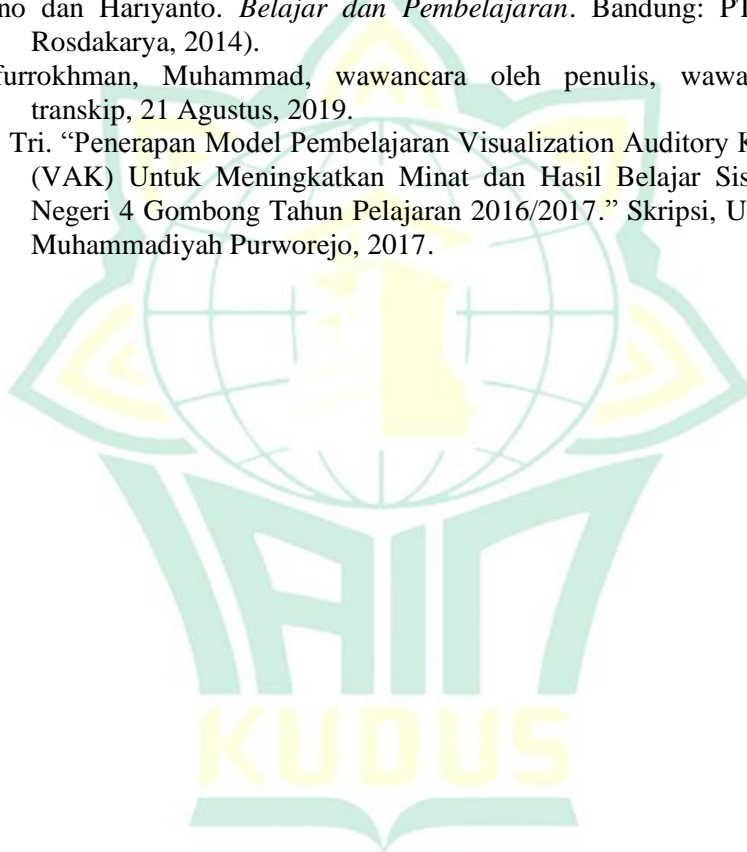 no dan Hariyanto. Belajar dan Pembelajaran. Bandung: PT
Rosdakarya, 2014).
furrokhman, Muhammad, wawancara oleh penulis, wawa
transkip, 21 Agustus, 2019.
Tri. “Penerapan Model Pembelajaran Visualization Auditory K
(VAK) Untuk Meningkatkan Minat dan Hasil Belajar Sis
Negeri 4 Gombong Tahun Pelajaran 2016/2017.” Skripsi, U
Muhammadiyah Purworejo, 2017.
IAIN
KUDUS